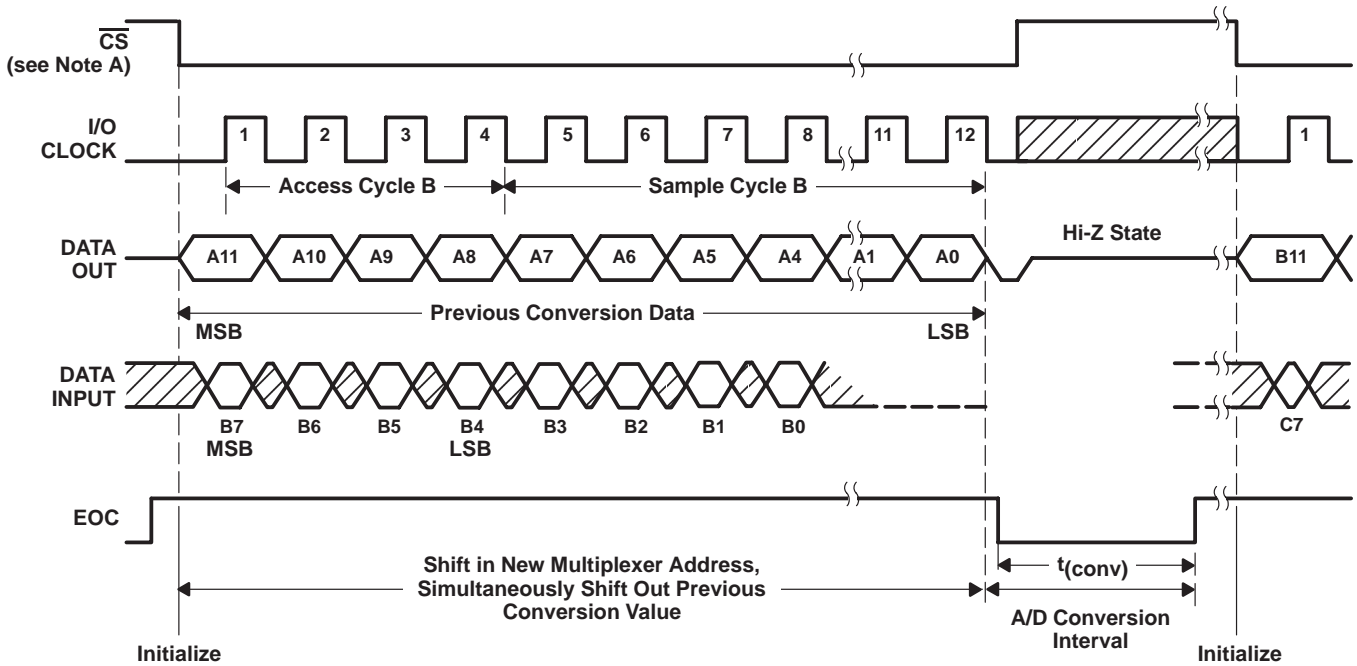 CS
(see Note A)
I/O
CLOCK
1 2 3 4 5 6 7 8 11 12 1
Access Cycle B Sample Cycle B
DATA
OUT
A11 A10 A9 A8 A7 A6 A5 A4 A1 A0 Hi-Z State B11
Previous Conversion Data
MSB LSB
DATA
INPUT
B7 B6 B5 B4 B3 B2 B1 B0 C7
MSB LSB
EOC
Shift in New Multiplexer Address,
Simultaneously Shift Out Previous
Conversion Value
t(conv)
A/D Conversion
Interval
Initialize Initialize